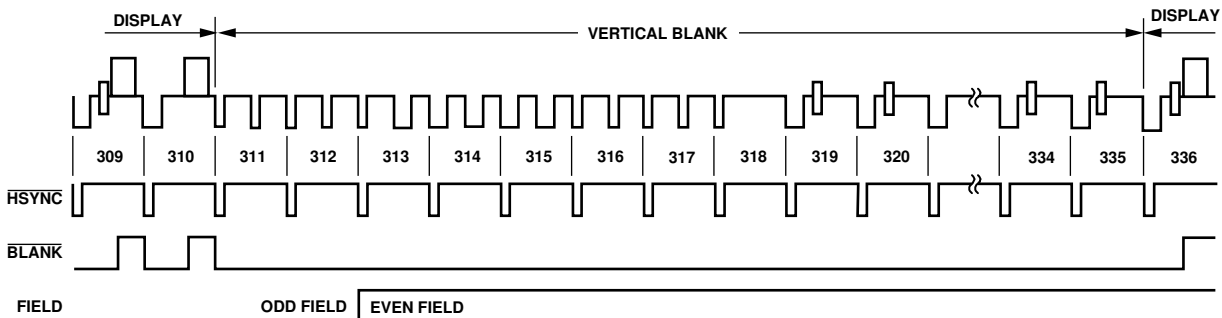 DISPLAY VERTICAL BLANK DISPLAY
309 310 311 312 313 314 315 316 317 318 319 320 334 335 336
HSYNC
BLANK
FIELD ODD FIELD EVEN FIELD